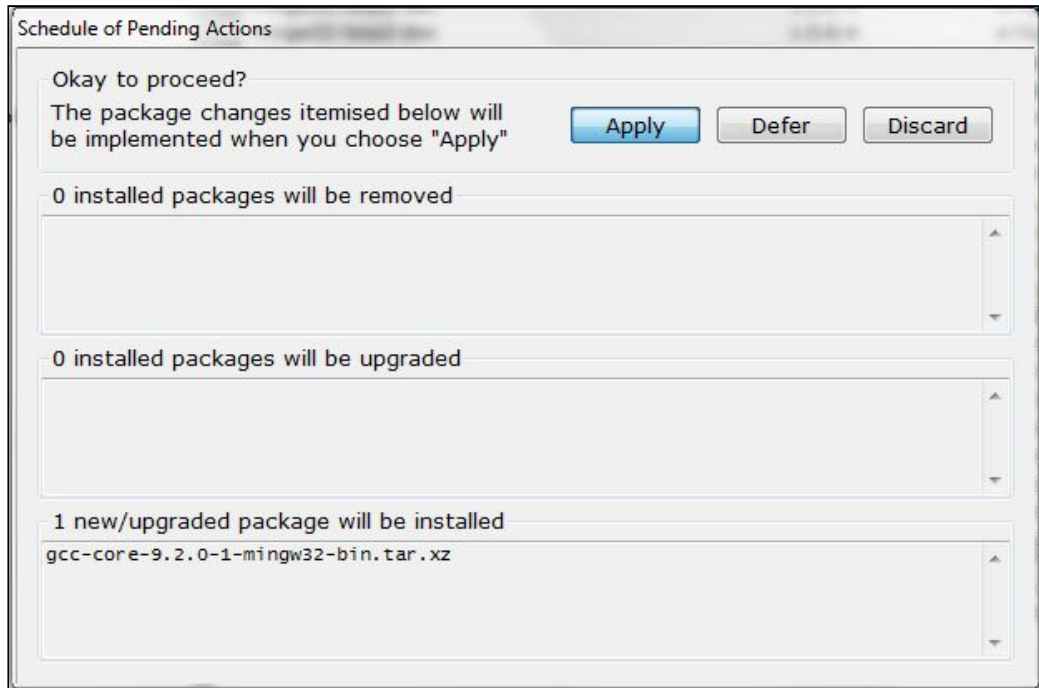 Schedule of Pending Actions
Okay to proceed?
The package changes itemised below will
be implemented when you choose "Apply"
Apply
Defer
Discard
0 installed packages will be removed
0 installed packages will be upgraded
1 new/upgraded package will be installed
gcc-core-9.2.0-1-mingw32-bin.tar.xz